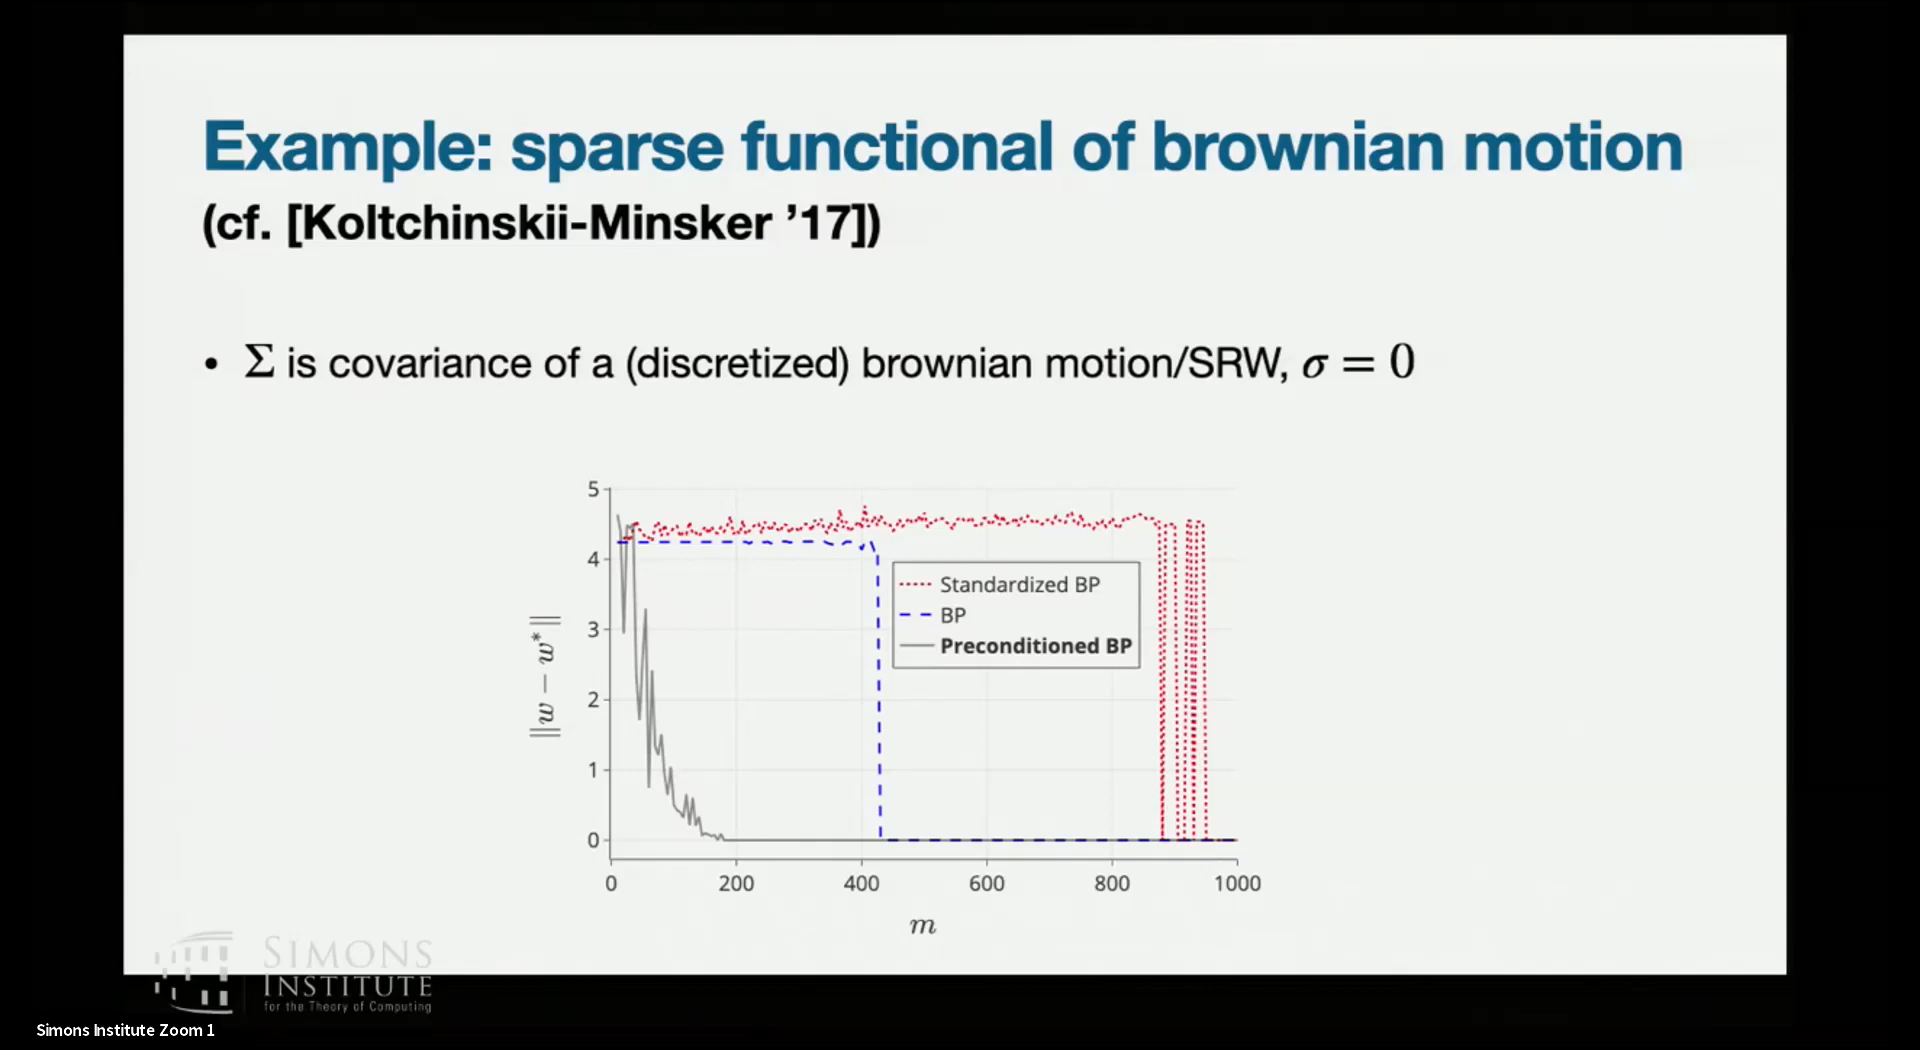 Example: sparse functional of brownian motion
(cf. [Koltchinskii-Minsker ’17])
• Σ is covariance of a (discretized) brownian motion/SRW, σ = 0
5
4
3
2
1
0
‖w − w*‖
Standardized BP
BP
Preconditioned BP
0 200 400 600 800 1000
m
SIMONS
INSTITUTE
for the Theory of Computing
Simons Institute Zoom 1